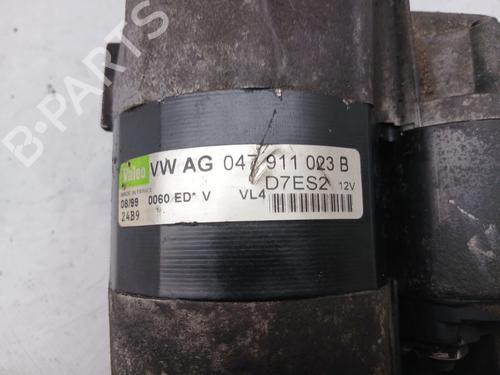 B-PARTS
Valeo VW AG 047 911 023 B
MADE IN FRANCE D7ES2 12V
08/99 0060 ED* V VL4
24B9